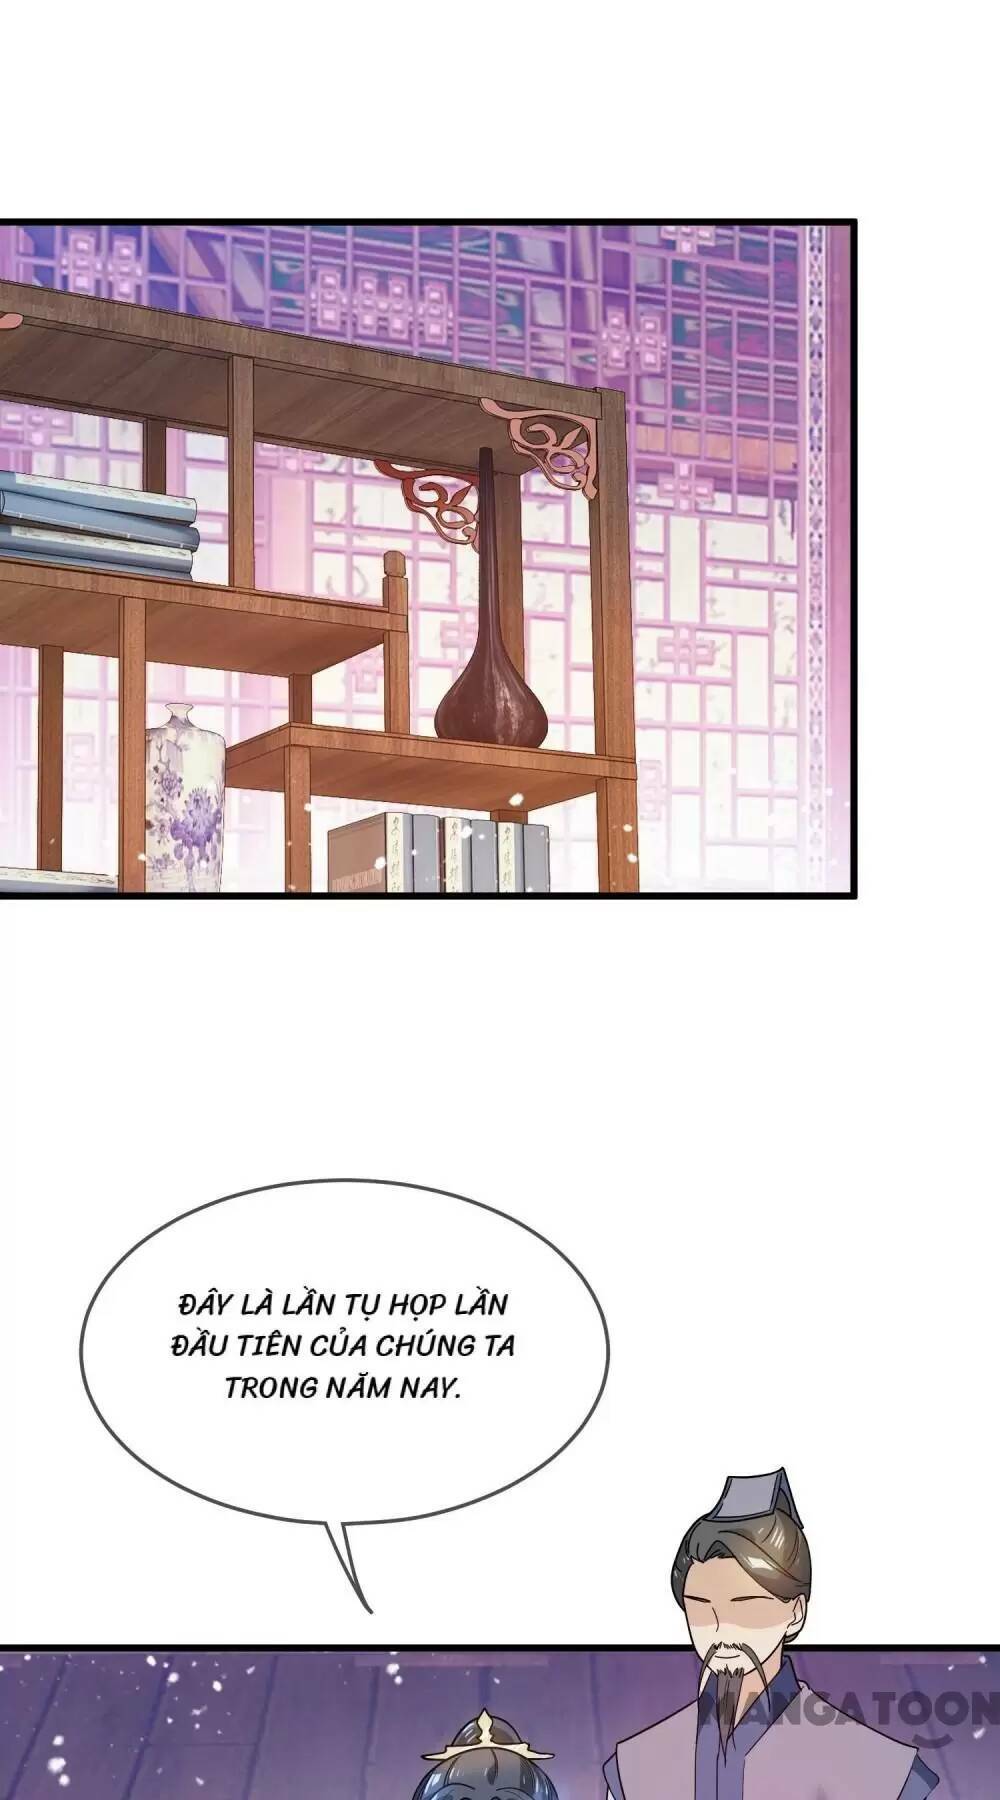 ĐÂY LÀ LẦN TỤ HỌP LẦN
ĐẦU TIÊN CỦA CHÚNG TA
TRONG NĂM NAY.
MANGATOON